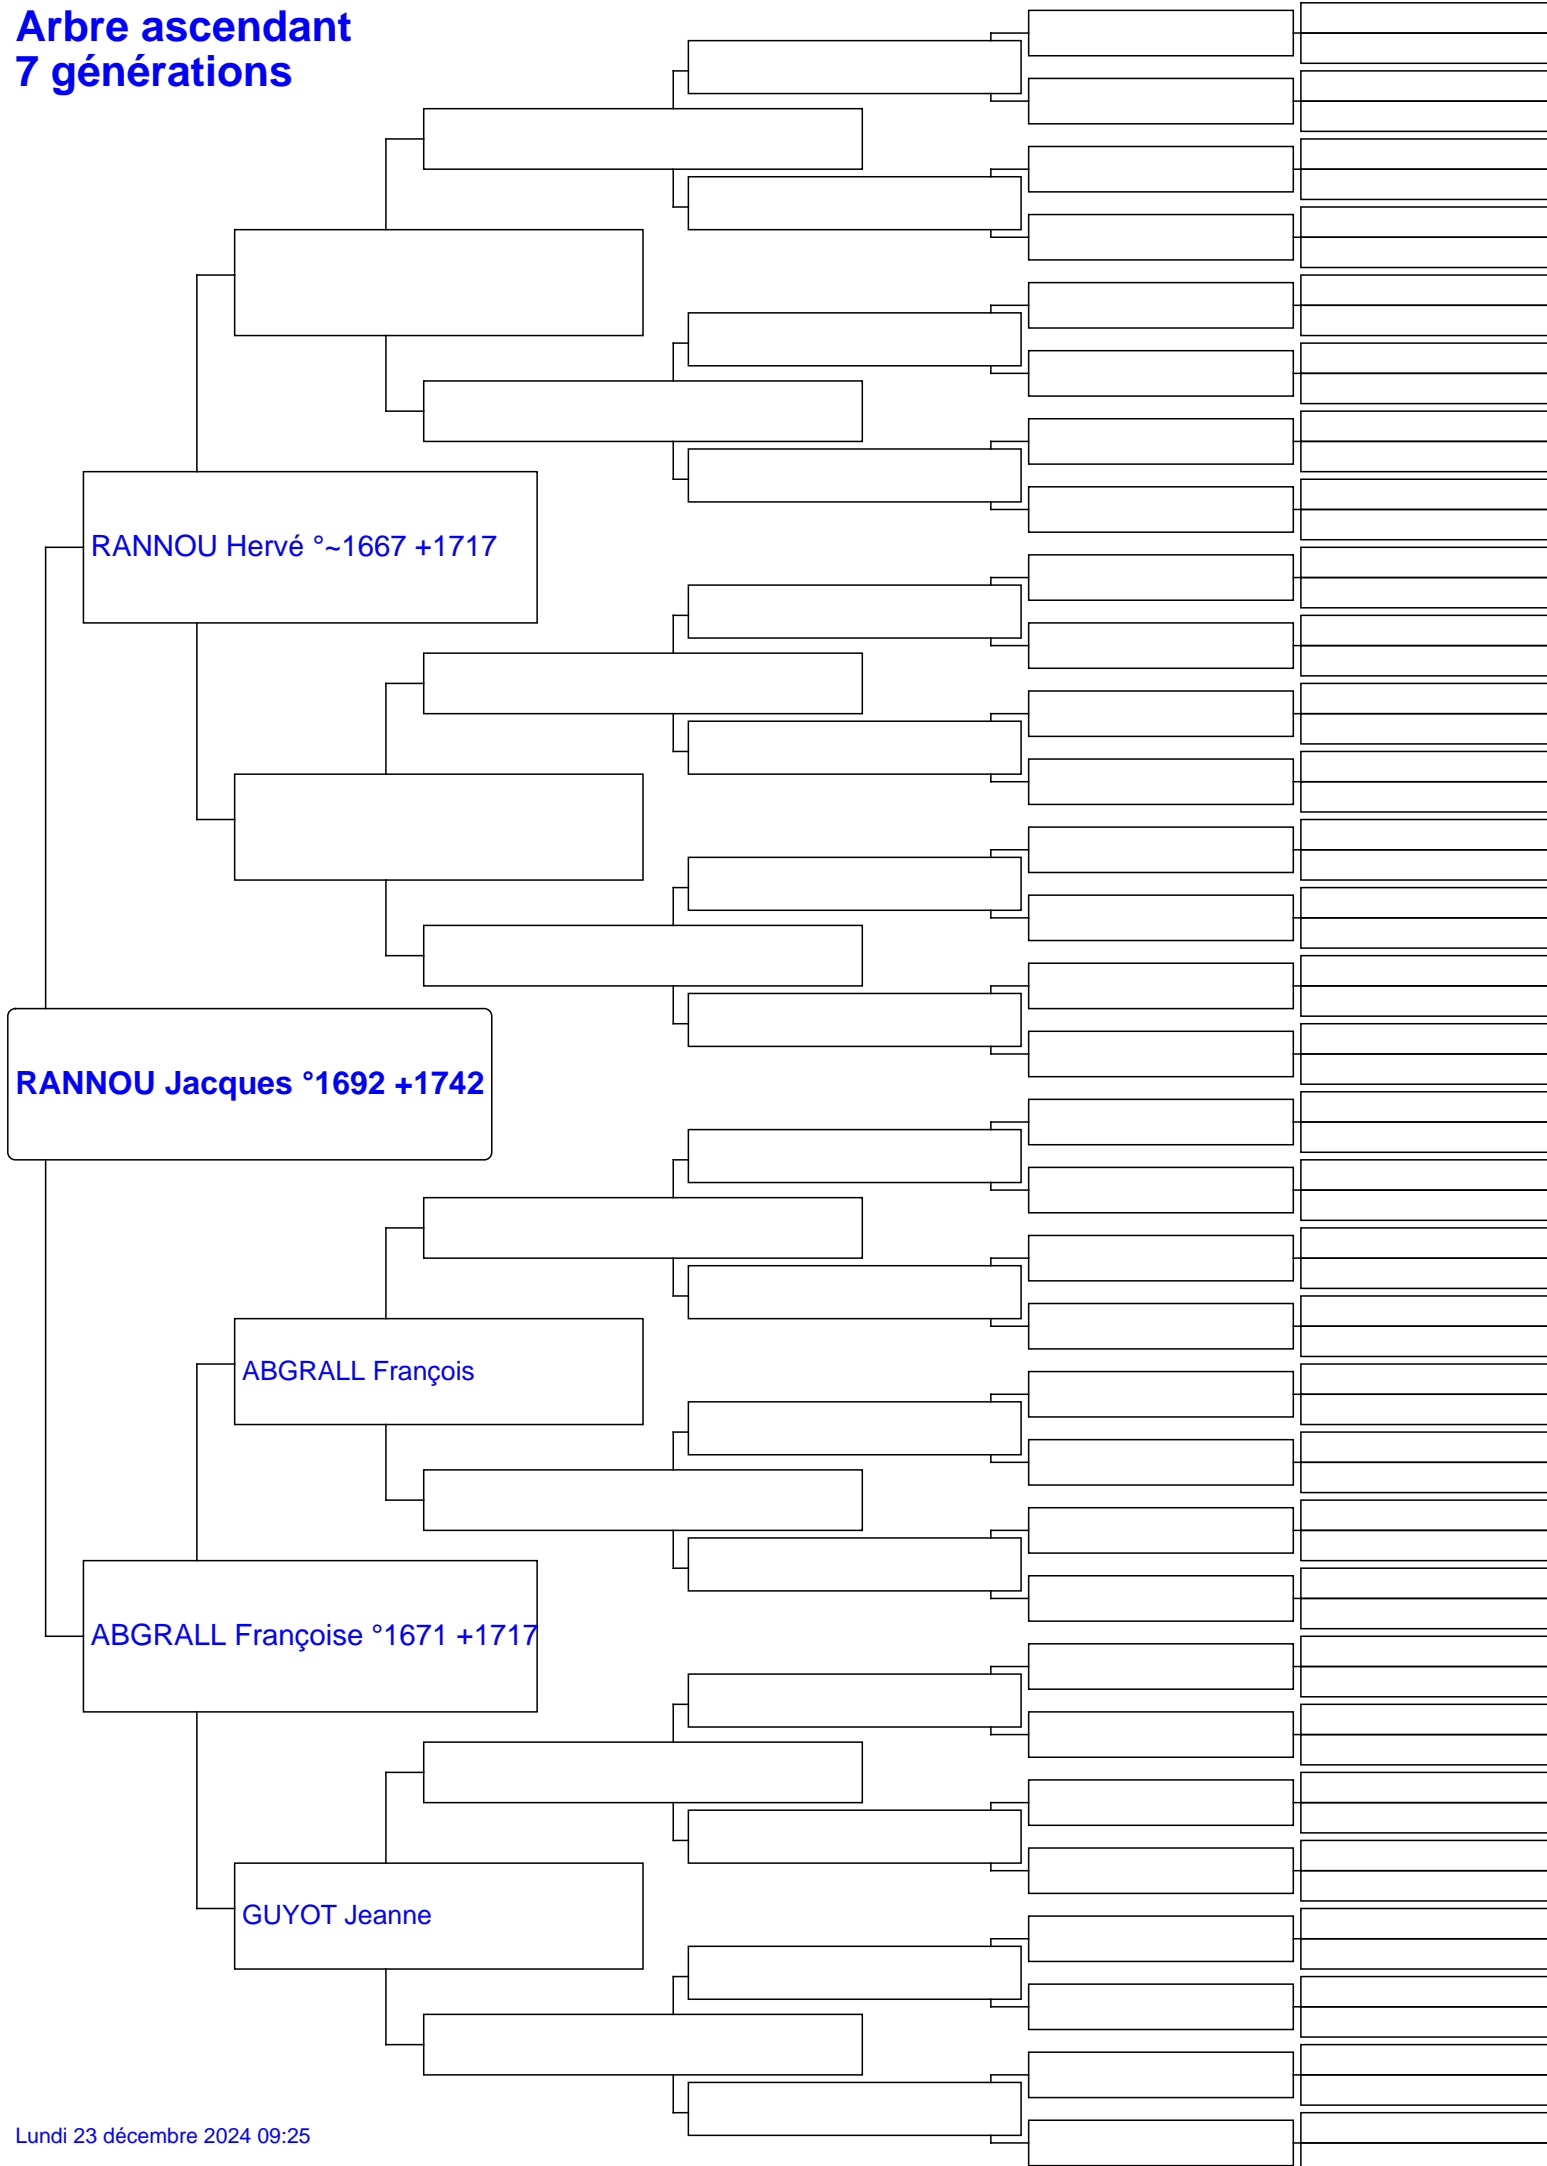 Arbre ascendant
7 générations
RANNOU Hervé °~1667 +1717
RANNOU Jacques °1692 +1742
ABGRALL François
ABGRALL Françoise °1671 +1717
GUYOT Jeanne
Lundi 23 décembre 2024 09:25